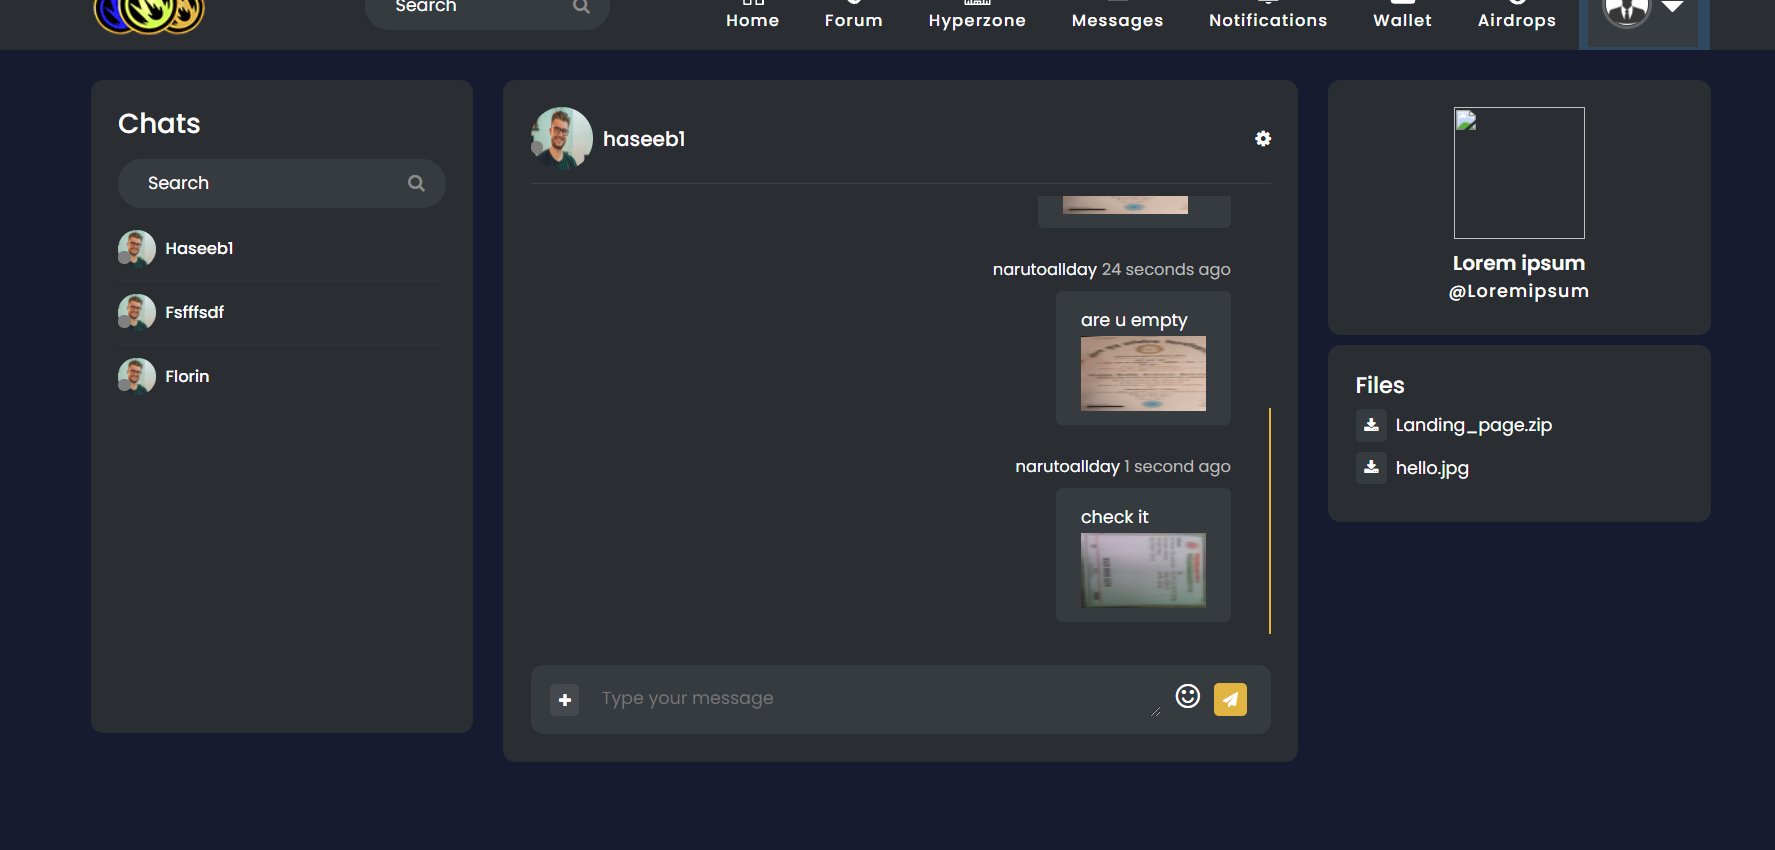 Search
Home
Forum
Hyperzone
Messages
Notifications
Wallet
Airdrops
Chats
Search
Haseeb1
Fsfffsdf
Florin
haseeb1
narutoallday 24 seconds ago
are u empty
narutoallday 1 second ago
check it
Type your message
Lorem ipsum
@Loremipsum
Files
Landing_page.zip
hello.jpg